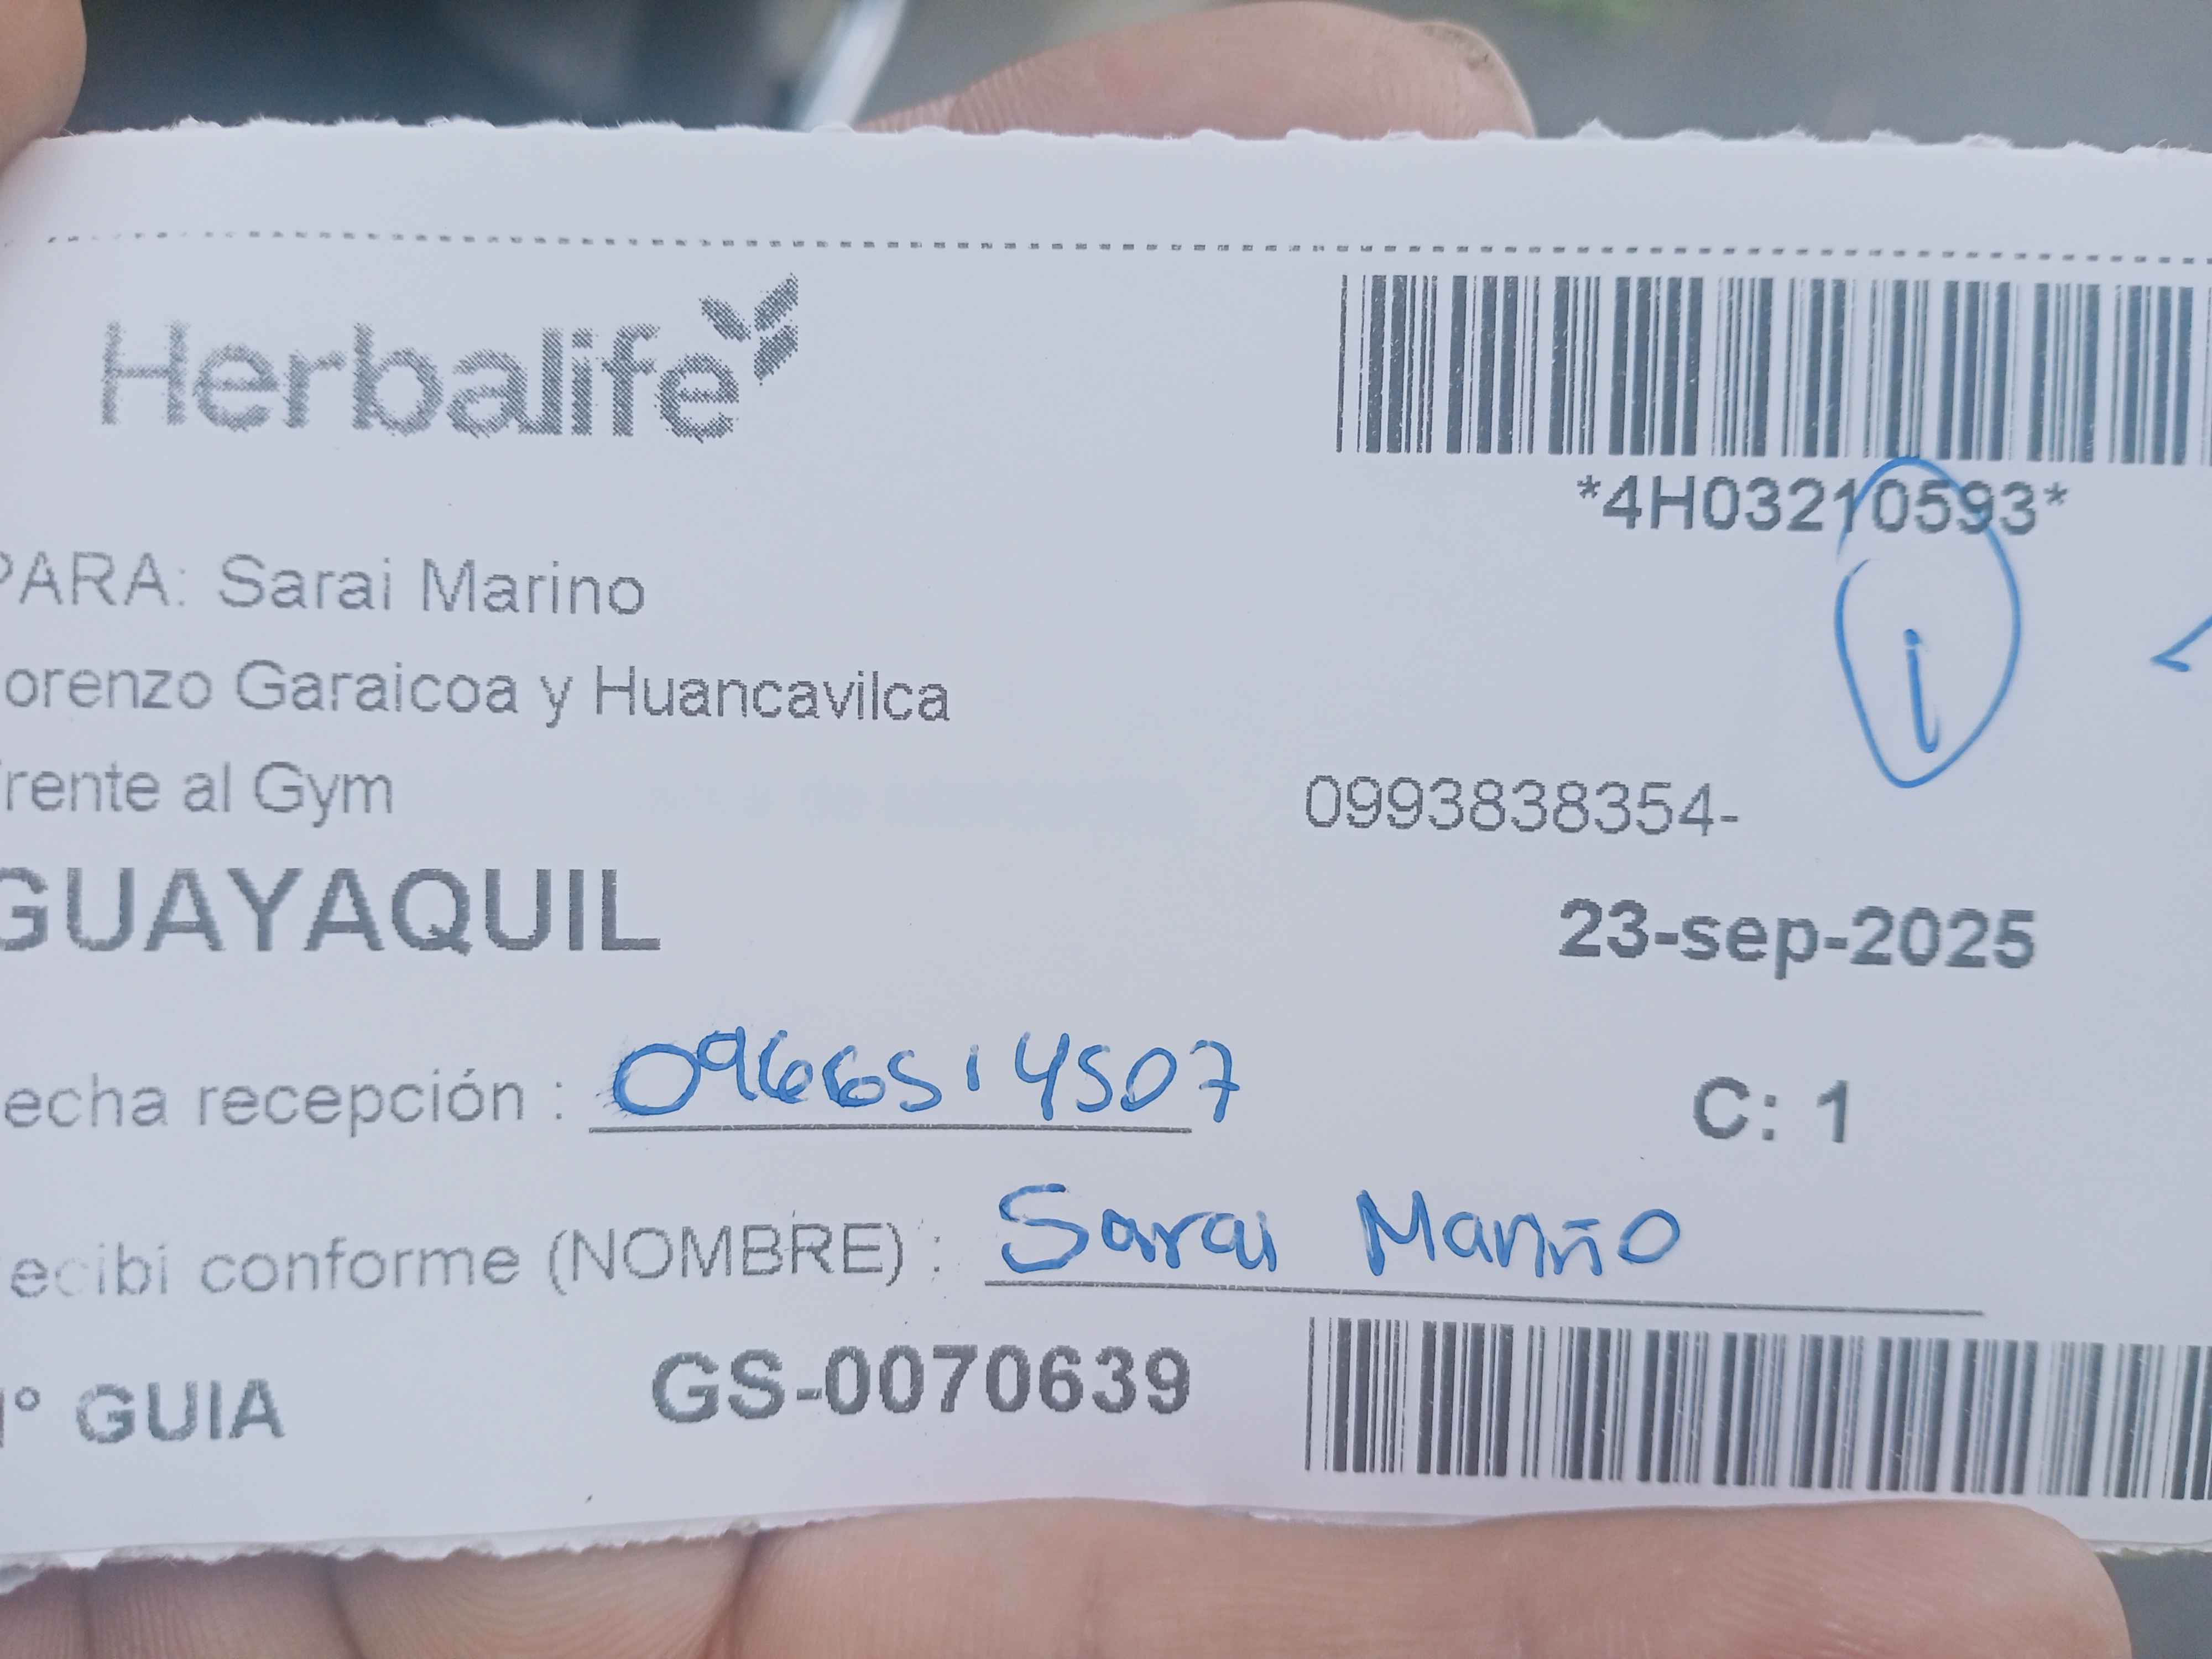 Herbalife
*4H03210593*
PARA: Sarai Marino
orenzo Garaicoa y Huancavilca
1
rente al Gym
0993838354-
GUAYAQUIL
23-sep-2025
echa recepción : 0966514507
C: 1
ecibi conforme (NOMBRE) : Sarai Mariño
° GUIA
GS-0070639